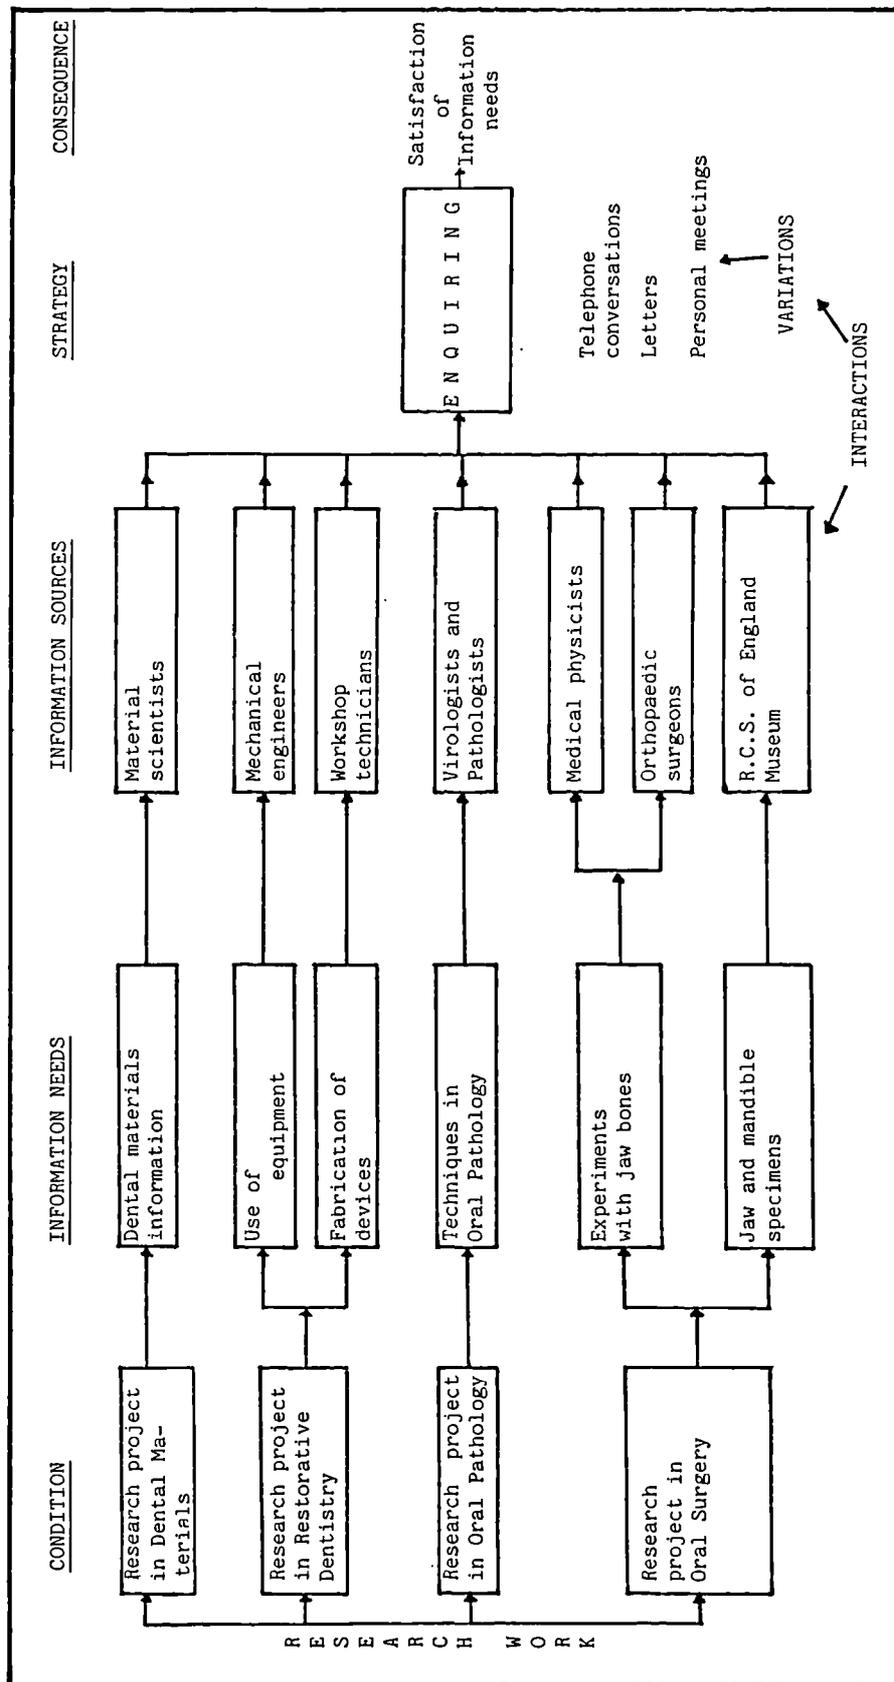 CONDITION
INFORMATION NEEDS
INFORMATION SOURCES
STRATEGY
CONSEQUENCE
RESEARCH WORK
Research project
in Dental Ma-
terials
Dental materials
information
Material
scientists
Research project
in Restorative
Dentistry
Use of
equipment
Mechanical
engineers
Fabrication of
devices
Workshop
technicians
Research project
in Oral Pathology
Techniques in
Oral Pathology
Virologists and
Pathologists
Research
project in
Oral Surgery
Experiments
with jaw bones
Medical physicists
Orthopaedic
surgeons
Jaw and mandible
specimens
R.C.S. of England
Museum
ENQUIRING
Satisfaction
of
Information
needs
Telephone
conversations
Letters
Personal meetings
VARIATIONS
INTERACTIONS